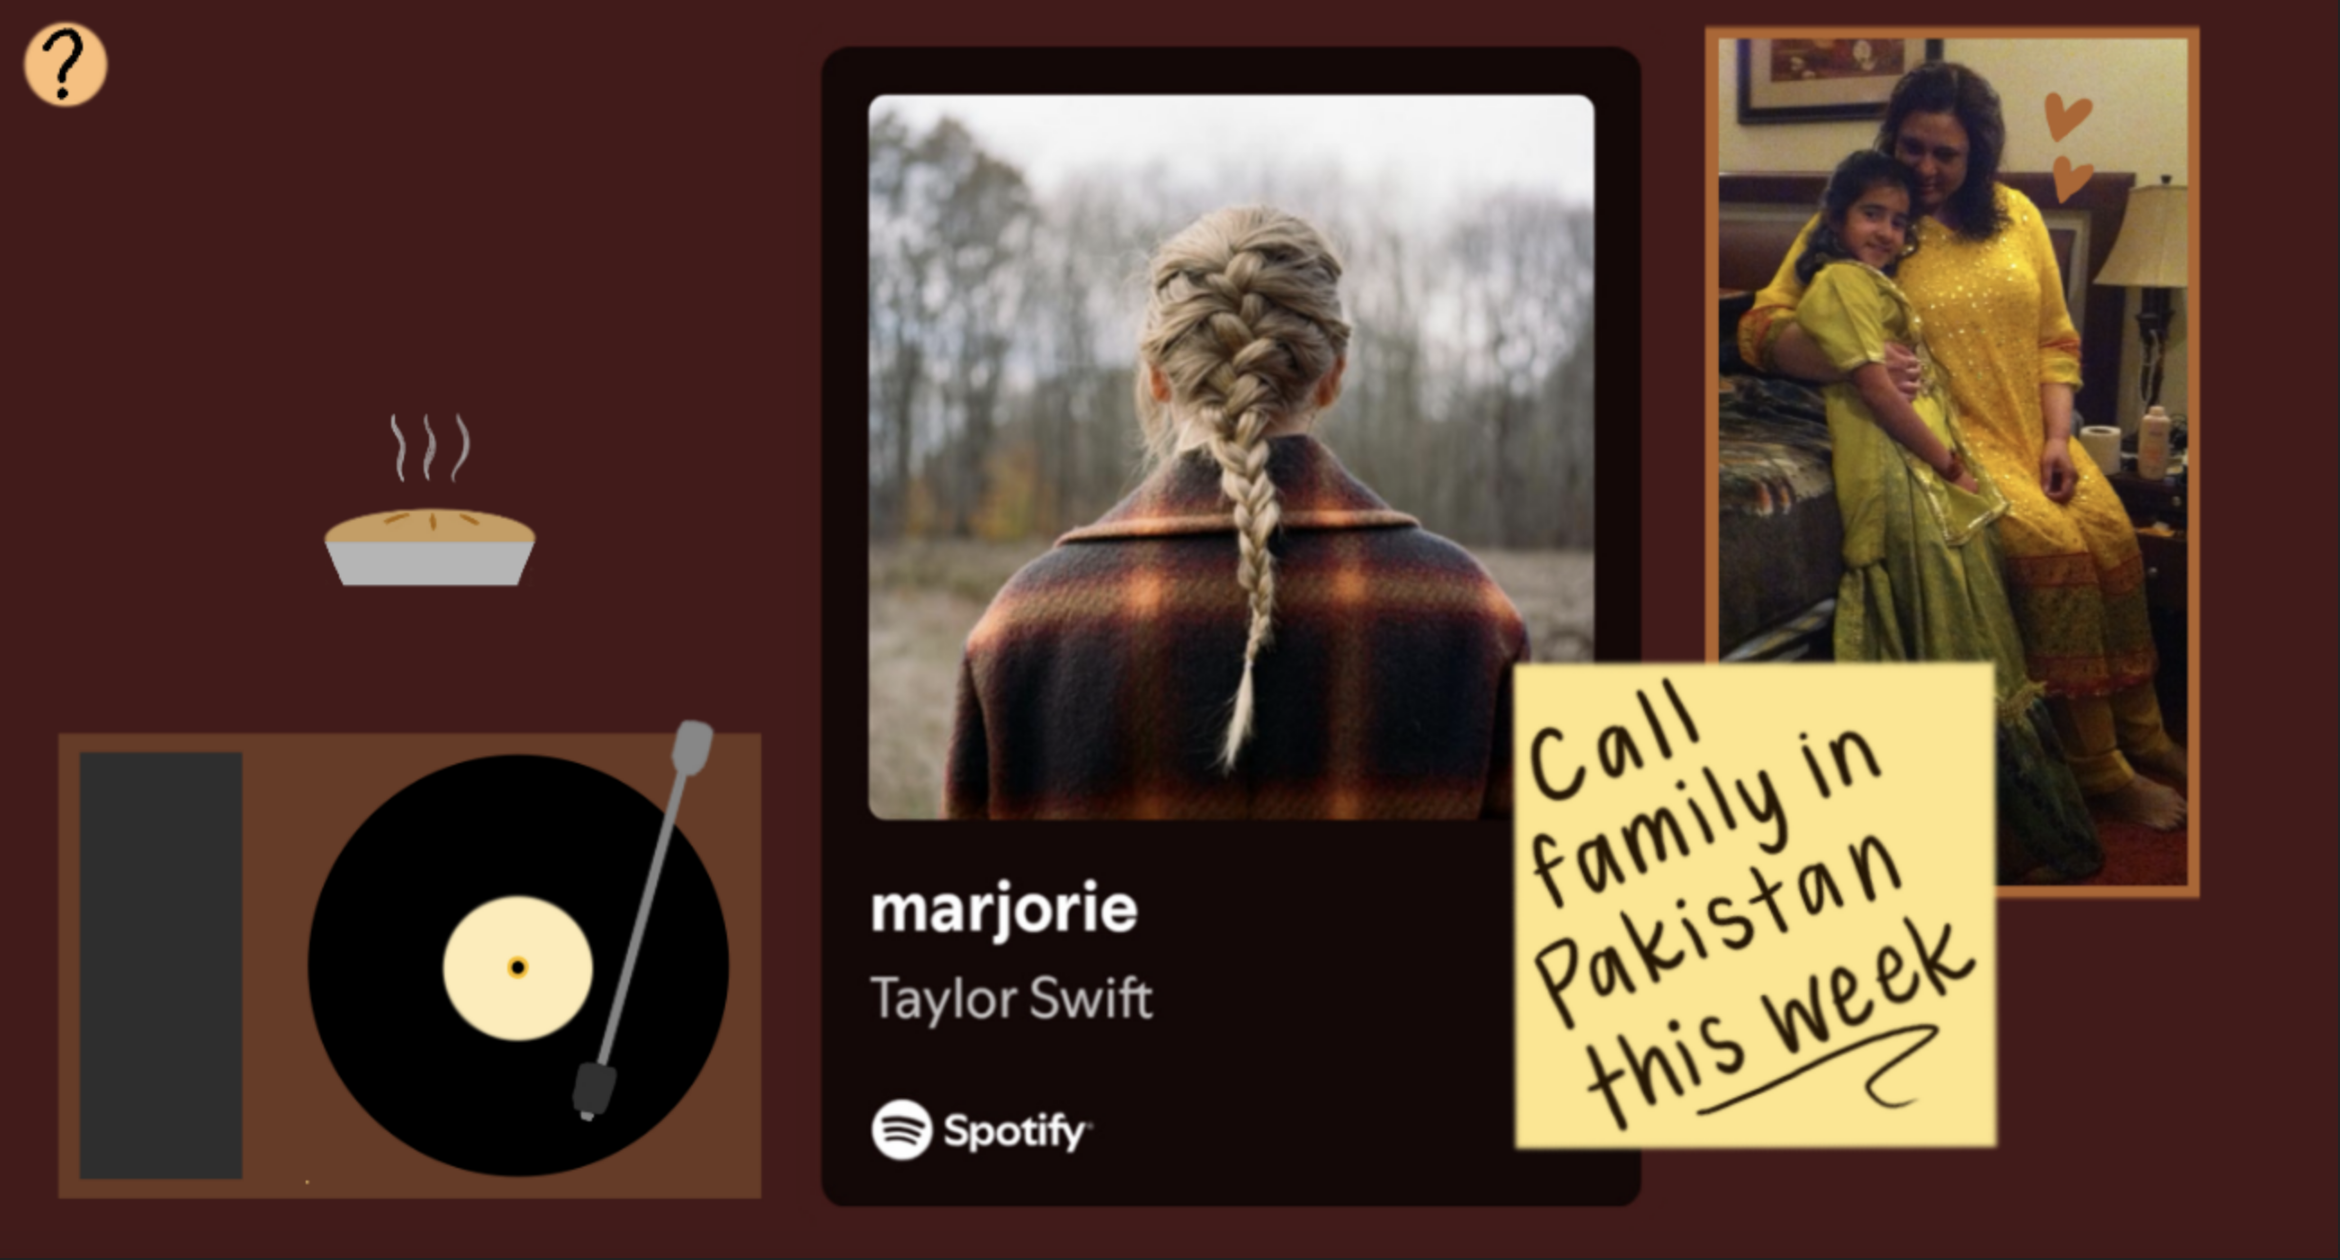 ?
marjorie
Taylor Swift
Spotify
Call
family in
Pakistan
this week